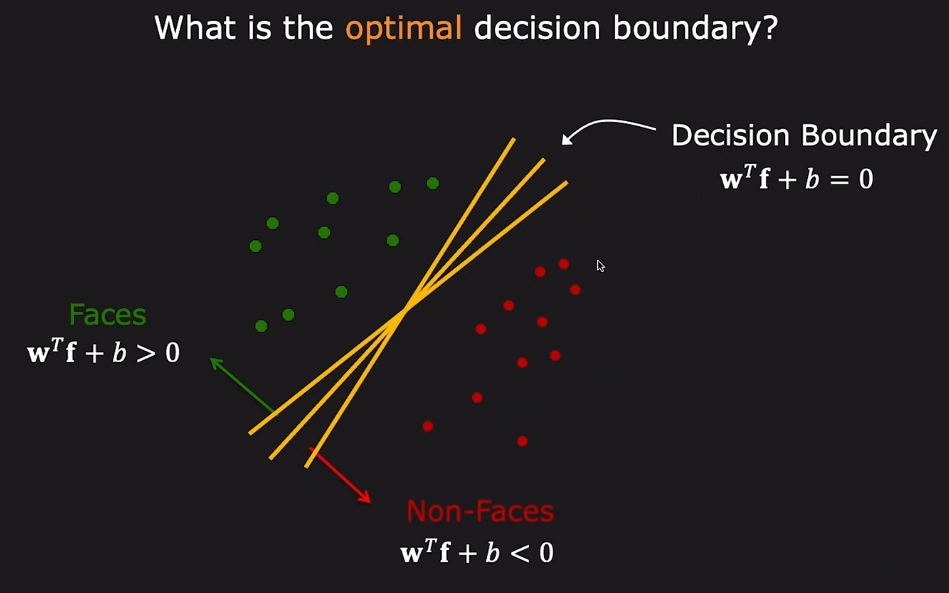 What is the optimal decision boundary?
Decision Boundary
𝐰ᵀ𝐟 + 𝑏 = 0
Faces
𝐰ᵀ𝐟 + 𝑏 > 0
Non-Faces
𝐰ᵀ𝐟 + 𝑏 < 0